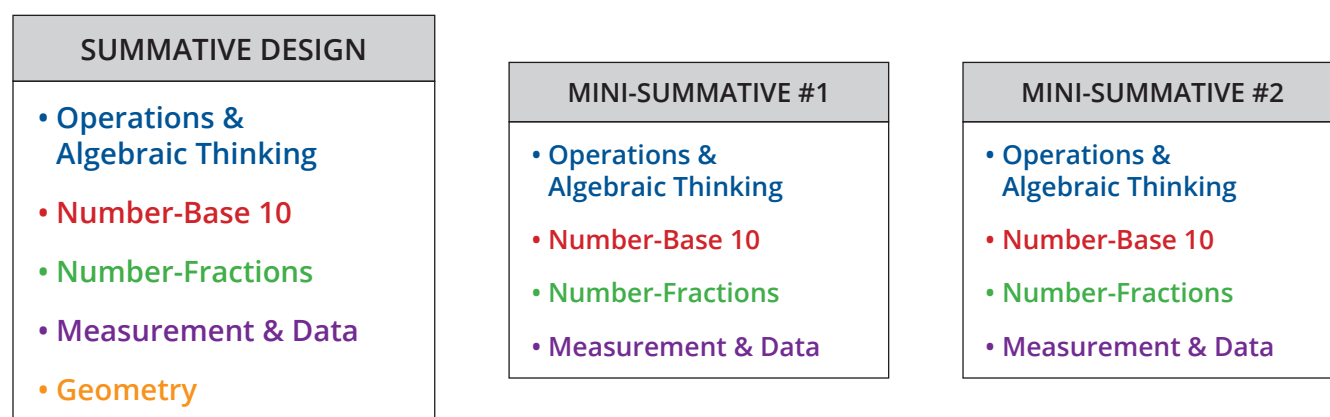 SUMMATIVE DESIGN
• Operations &
Algebraic Thinking
• Number-Base 10
• Number-Fractions
• Measurement & Data
• Geometry
MINI-SUMMATIVE #1
• Operations &
Algebraic Thinking
• Number-Base 10
• Number-Fractions
• Measurement & Data
MINI-SUMMATIVE #2
• Operations &
Algebraic Thinking
• Number-Base 10
• Number-Fractions
• Measurement & Data